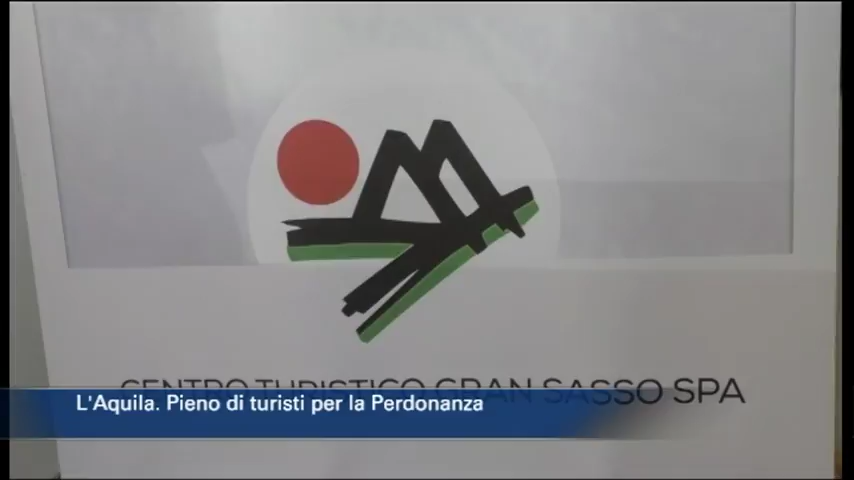 CENTRO TURISTICO GRAN SASSO SPA
L'Aquila. Pieno di turisti per la Perdonanza